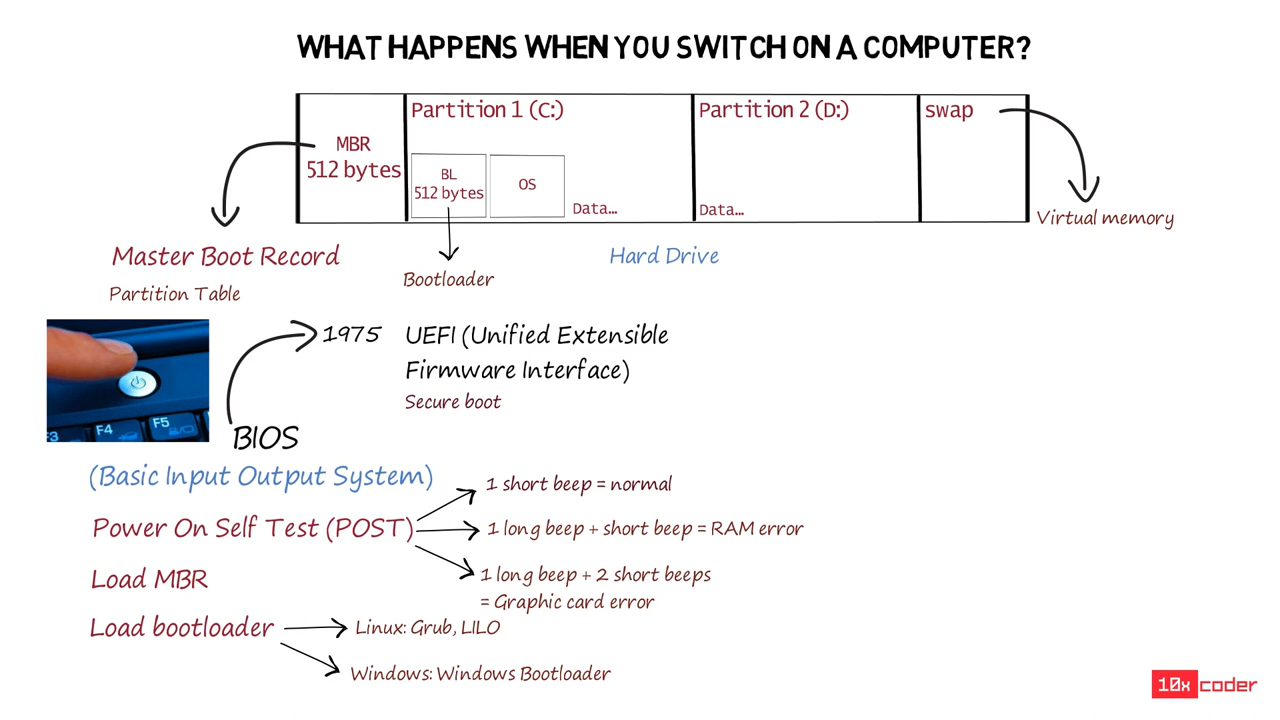 WHAT HAPPENS WHEN YOU SWITCH ON A COMPUTER?
MBR
512 bytes
Partition 1 (C:)
BL
512 bytes
OS
Data...
Partition 2 (D:)
Data...
swap
Virtual memory
Master Boot Record
Partition Table
Bootloader
Hard Drive
1975
UEFI (Unified Extensible
Firmware Interface)
Secure boot
F3
F4
F5
BIOS
(Basic Input Output System)
Power On Self Test (POST)
1 short beep = normal
1 long beep + short beep = RAM error
1 long beep + 2 short beeps
= Graphic card error
Load MBR
Load bootloader
Linux: Grub, LILO
Windows: Windows Bootloader
10x coder